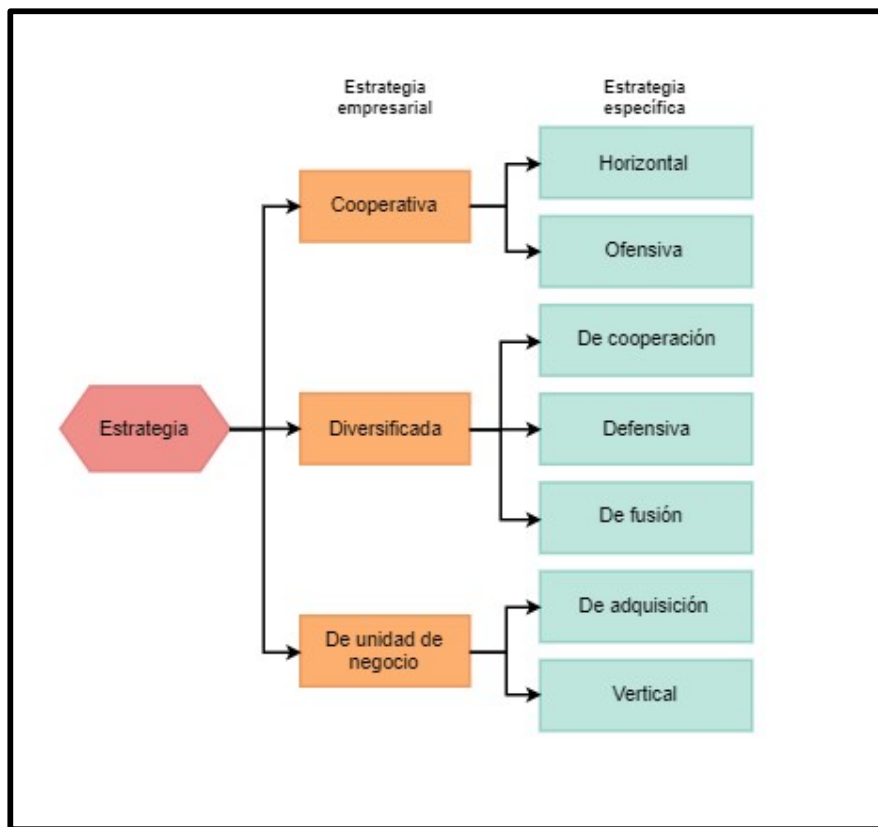 Estrategia
empresarial
Estrategia
específica
Cooperativa
Horizontal
Ofensiva
Estrategia
Diversificada
De cooperación
Defensiva
De fusión
De unidad de
negocio
De adquisición
Vertical